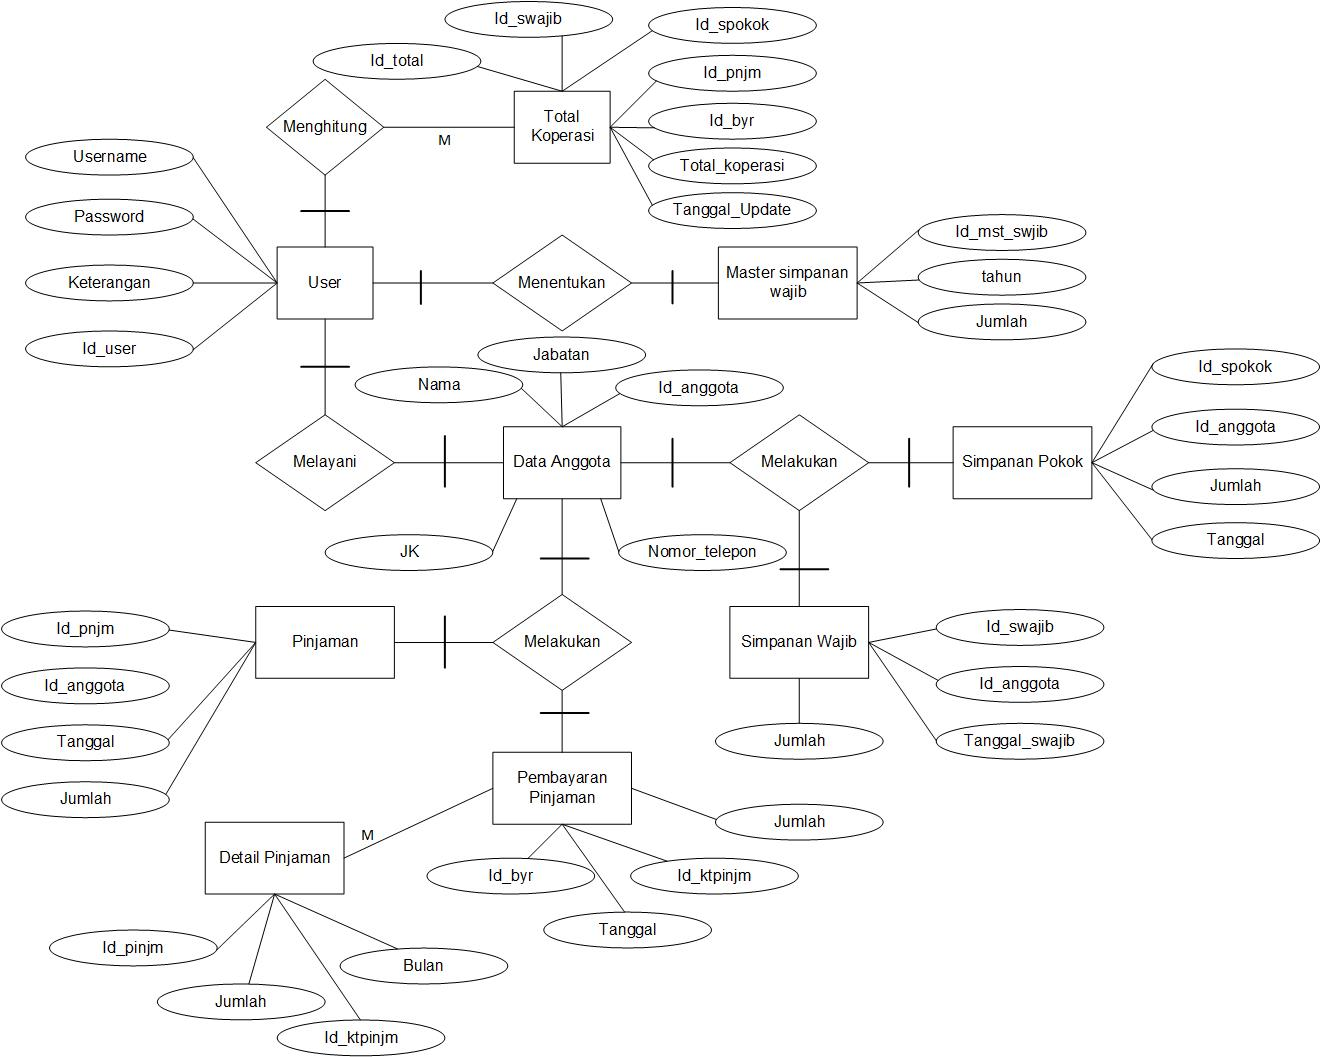 Id_swajib
Id_spokok
Id_total
Id_pnjm
Total
Koperasi
Menghitung
M
Id_byr
Total_koperasi
Tanggal_Update
Username
Password
Keterangan
Id_user
User
Menentukan
Master simpanan
wajib
Id_mst_swjib
tahun
Jumlah
Jabatan
Nama
Id_anggota
Melayani
Data Anggota
Melakukan
Simpanan Pokok
Id_spokok
Id_anggota
Jumlah
Tanggal
JK
Nomor_telepon
Id_pnjm
Id_anggota
Tanggal
Jumlah
Pinjaman
Melakukan
Simpanan Wajib
Id_swajib
Id_anggota
Tanggal_swajib
Jumlah
Pembayaran
Pinjaman
Jumlah
M
Detail Pinjaman
Id_byr
Id_ktpinjm
Tanggal
Id_pinjm
Bulan
Jumlah
Id_ktpinjm